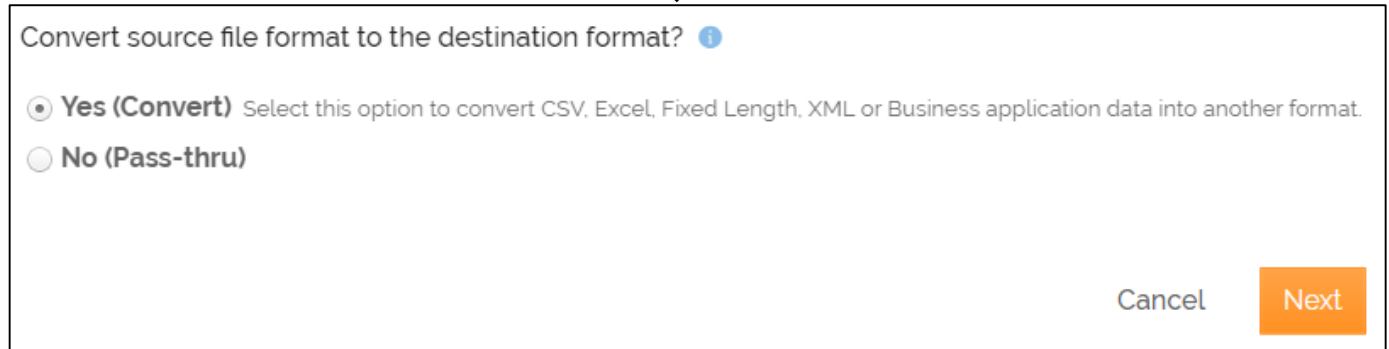 Convert source file format to the destination format?
Yes (Convert) Select this option to convert CSV, Excel, Fixed Length, XML or Business application data into another format.
No (Pass-thru)
Cancel Next